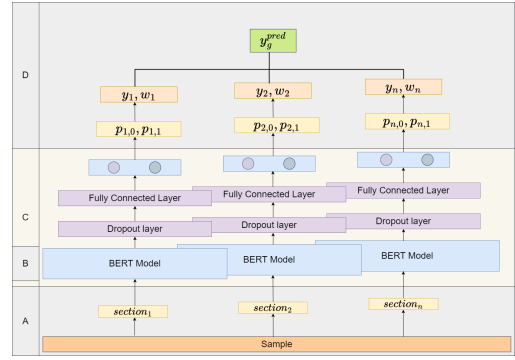 y_g^{pred}
D
y_1, w_1 y_2, w_2 y_n, w_n
p_{1,0}, p_{1,1} p_{2,0}, p_{2,1} p_{n,0}, p_{n,1}
Fully Connected Layer Fully Connected Layer Fully Connected Layer
C
Dropout layer Dropout layer Dropout layer
B
BERT Model BERT Model BERT Model
section_1 section_2 section_n
A
Sample